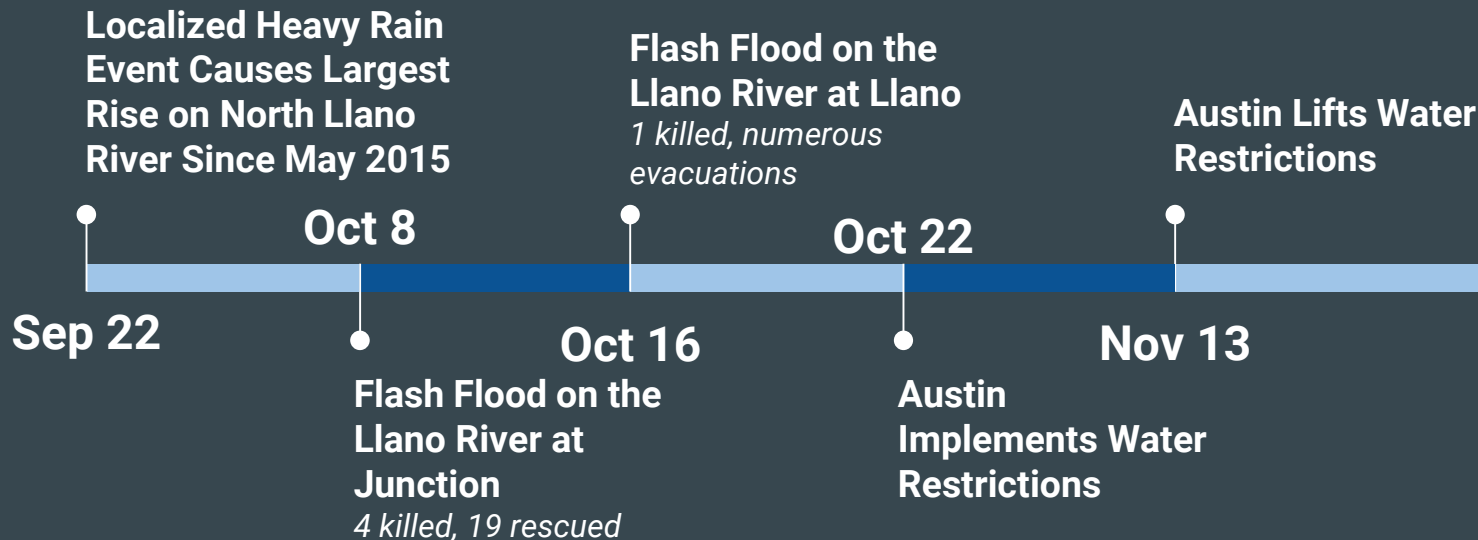 Localized Heavy Rain
Event Causes Largest
Rise on North Llano
River Since May 2015
Sep 22
Oct 8
Flash Flood on the
Llano River at
Junction
4 killed, 19 rescued
Flash Flood on the
Llano River at Llano
1 killed, numerous
evacuations
Oct 16
Oct 22
Austin
Implements Water
Restrictions
Austin Lifts Water
Restrictions
Nov 13